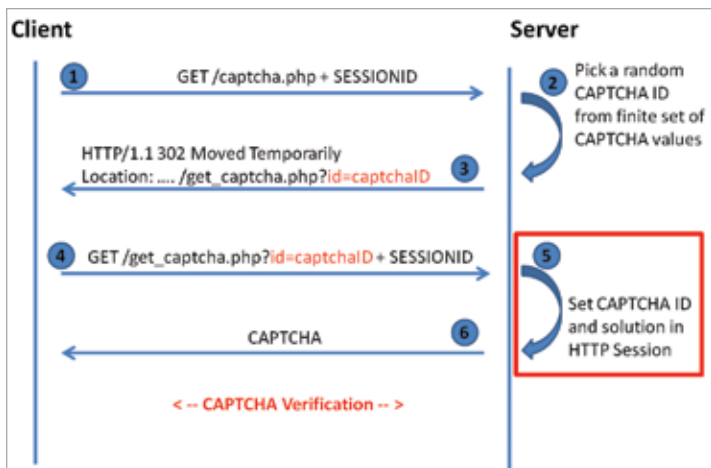 Client
Server
1
GET /captcha.php + SESSIONID
2
Pick a random
CAPTCHA ID
from finite set of
CAPTCHA values
HTTP/1.1 302 Moved Temporarily
Location: .... /get_captcha.php?id=captchaID
3
4
GET /get_captcha.php?id=captchaID + SESSIONID
5
Set CAPTCHA ID
and solution in
HTTP Session
CAPTCHA
6
< -- CAPTCHA Verification -- >